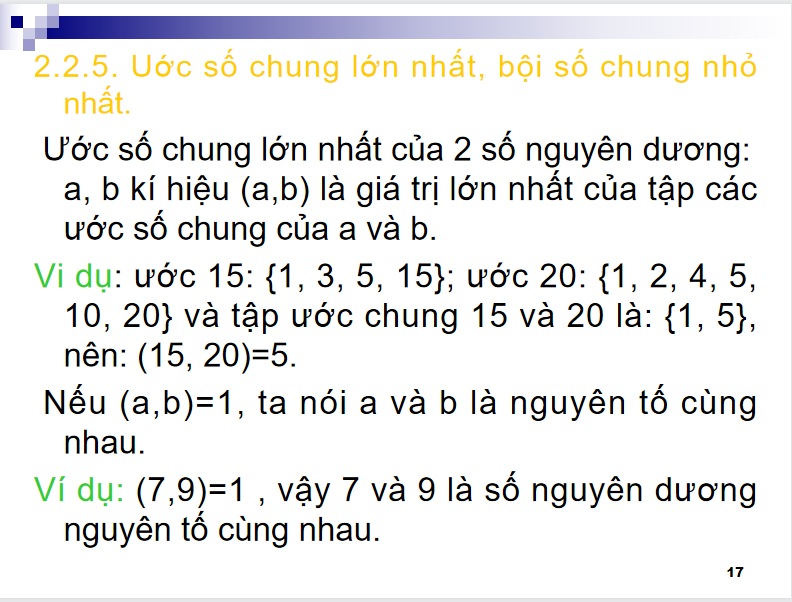 2.2.5. Uớc số chung lớn nhất, bội số chung nhỏ
nhất.
Ước số chung lớn nhất của 2 số nguyên dương:
a, b kí hiệu (a,b) là giá trị lớn nhất của tập các
ước số chung của a và b.
Vi dụ: ước 15: {1, 3, 5, 15}; ước 20: {1, 2, 4, 5,
10, 20} và tập ước chung 15 và 20 là: {1, 5},
nên: (15, 20)=5.
Nếu (a,b)=1, ta nói a và b là nguyên tố cùng
nhau.
Ví dụ: (7,9)=1 , vậy 7 và 9 là số nguyên dương
nguyên tố cùng nhau.
17